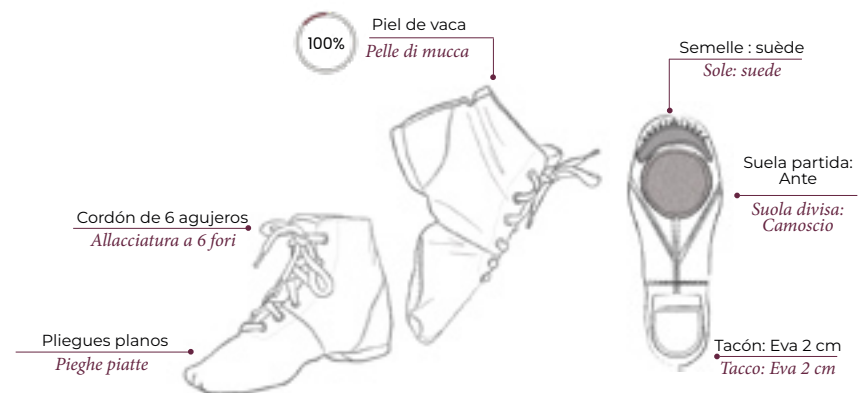 100%
Piel de vaca
Pelle di mucca
Semelle : suède
Sole: suede
Suela partida:
Ante
Suola divisa:
Camoscio
Cordón de 6 agujeros
Allacciatura a 6 fori
Pliegues planos
Pieghe piatte
Tacón: Eva 2 cm
Tacco: Eva 2 cm